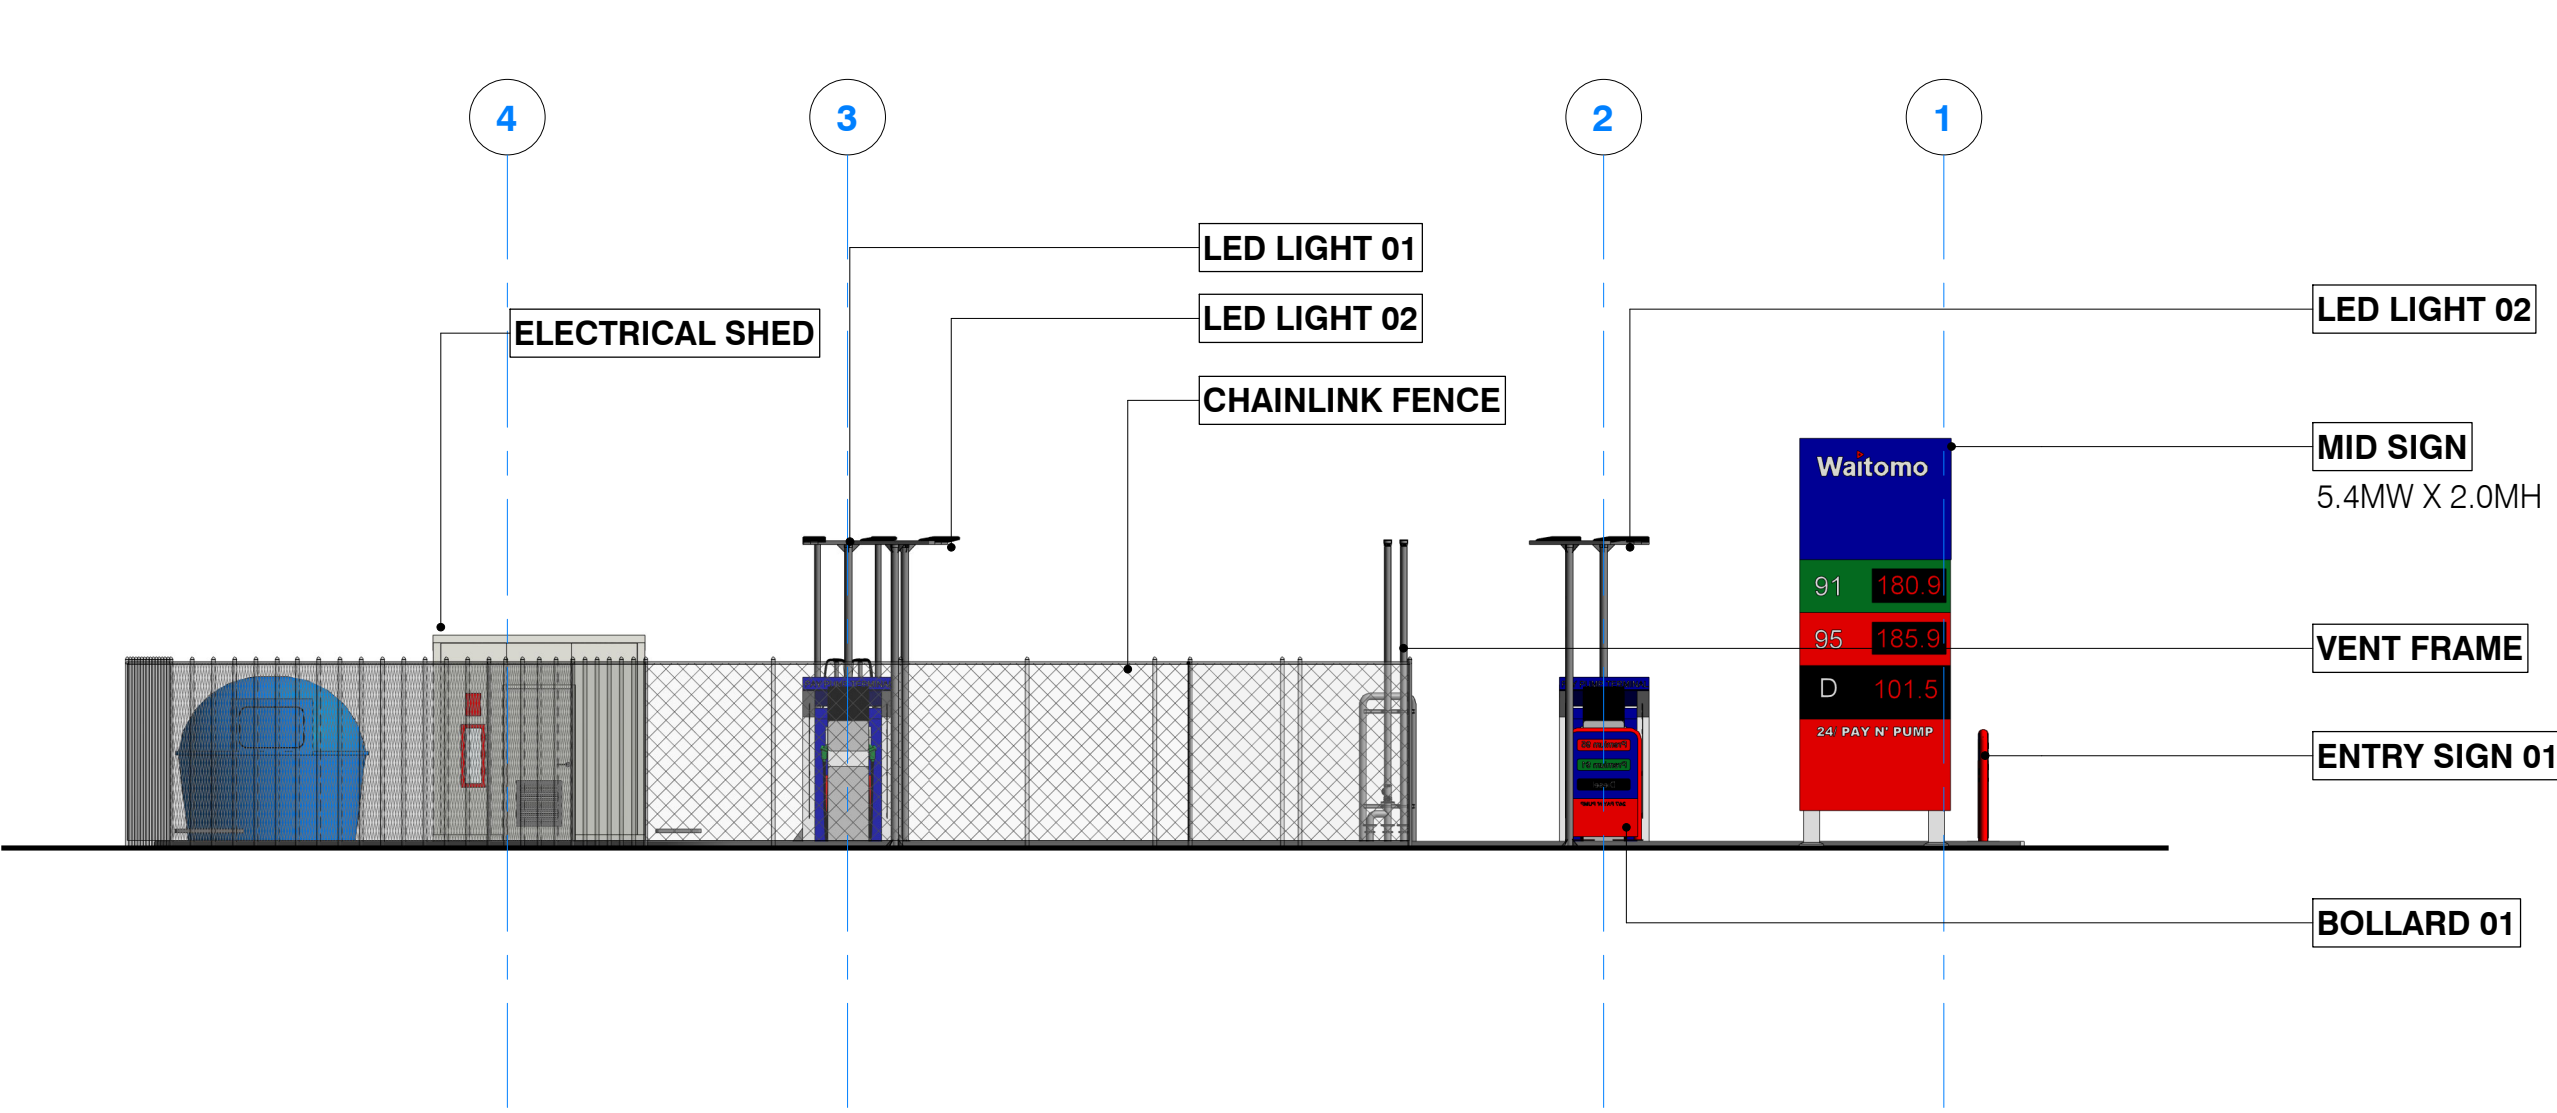 4
3
2
1
LED LIGHT 01
LED LIGHT 02
LED LIGHT 02
ELECTRICAL SHED
CHAINLINK FENCE
MID SIGN
5.4MW X 2.0MH
Waitomo
91 180.9
95 185.9
VENT FRAME
D 101.5
24/ PAY N' PUMP
ENTRY SIGN 01
BOLLARD 01